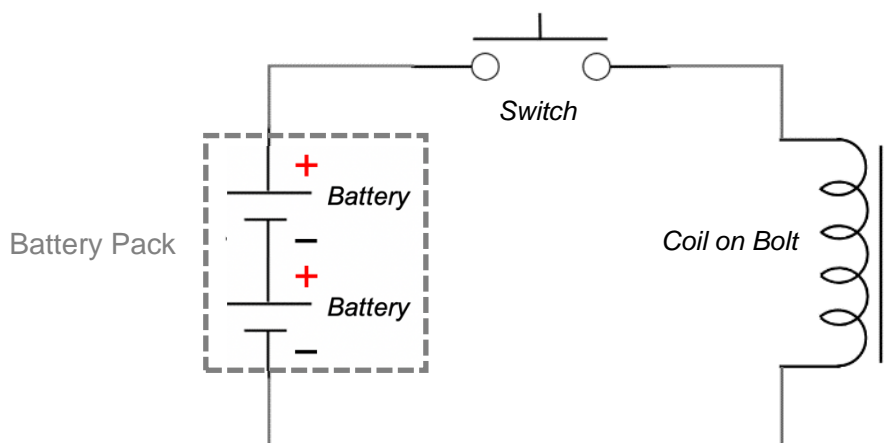 Switch
+
Battery
−
Battery Pack
Coil on Bolt
+
Battery
−